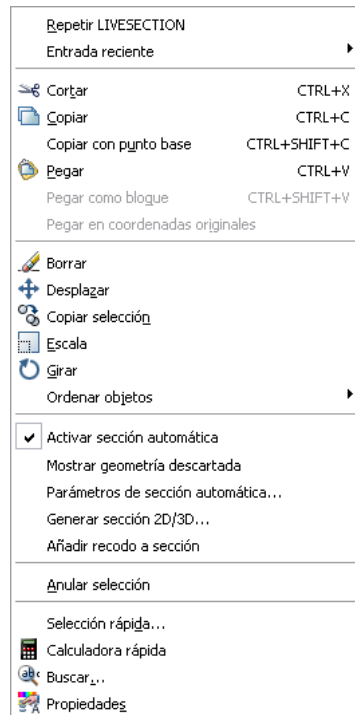 Repetir LIVESECTION
Entrada reciente
Cortar CTRL+X
Copiar CTRL+C
Copiar con punto base CTRL+SHIFT+C
Pegar CTRL+V
Pegar como bloque CTRL+SHIFT+V
Pegar en coordenadas originales
Borrar
Desplazar
Copiar selección
Escala
Girar
Ordenar objetos
Activar sección automática
Mostrar geometría descartada
Parámetros de sección automática...
Generar sección 2D/3D...
Añadir recodo a sección
Anular selección
Selección rápida...
Calculadora rápida
Buscar...
Propiedades